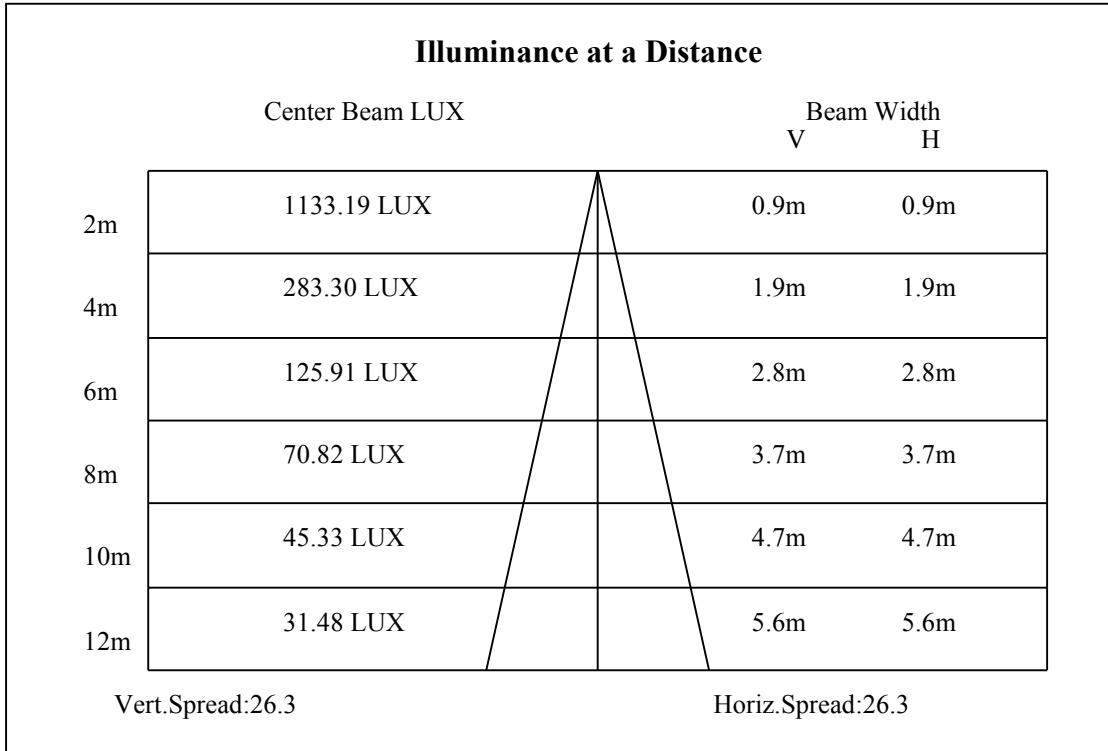 Illuminance at a Distance
Center Beam LUX Beam Width
V H
2m 1133.19 LUX 0.9m 0.9m
4m 283.30 LUX 1.9m 1.9m
6m 125.91 LUX 2.8m 2.8m
8m 70.82 LUX 3.7m 3.7m
10m 45.33 LUX 4.7m 4.7m
12m 31.48 LUX 5.6m 5.6m
Vert.Spread:26.3 Horiz.Spread:26.3